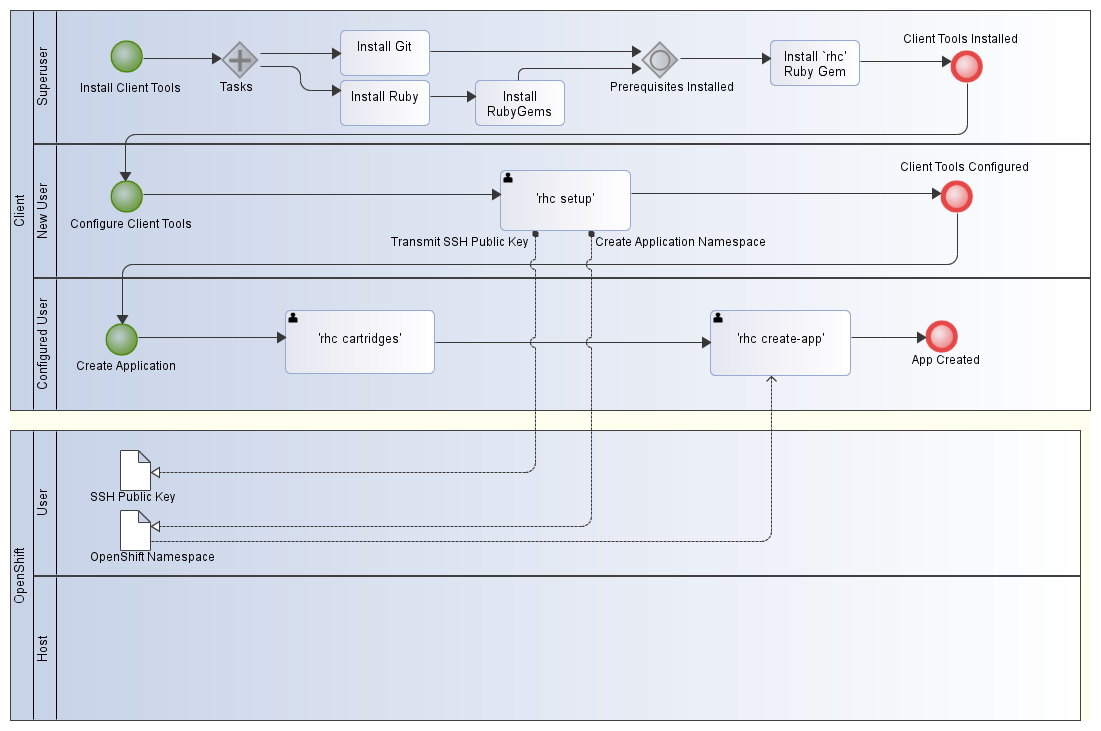 Client
Superuser
Install Client Tools
Tasks
Install Git
Install Ruby
Install
RubyGems
Prerequisites Installed
Install `rhc`
Ruby Gem
Client Tools Installed
New User
Configure Client Tools
'rhc setup'
Client Tools Configured
Transmit SSH Public Key
Create Application Namespace
Configured User
Create Application
'rhc cartridges'
'rhc create-app'
App Created
OpenShift
User
SSH Public Key
OpenShift Namespace
Host